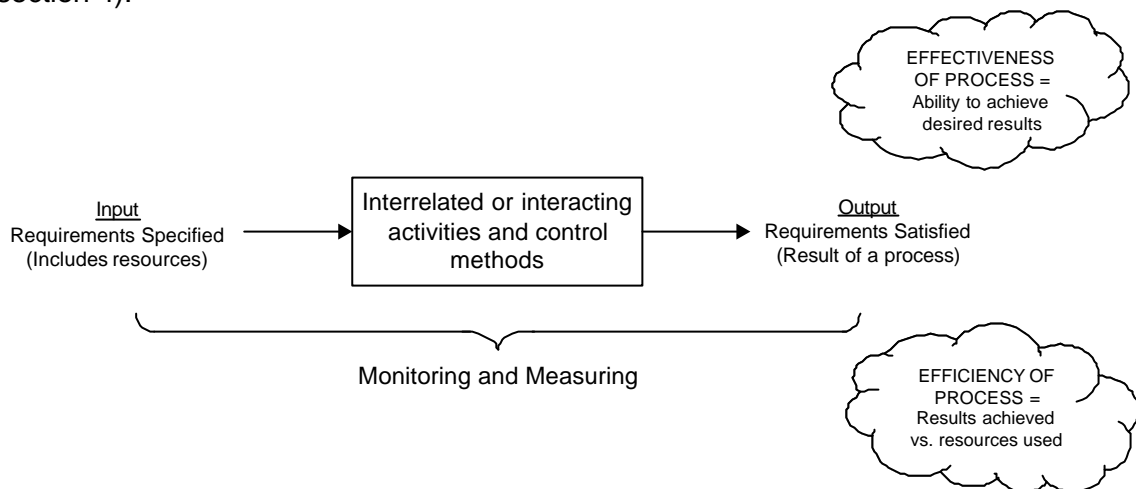 section 4).
EFFECTIVENESS
OF PROCESS =
Ability to achieve
desired results
Input
Requirements Specified
(Includes resources)
Interrelated or interacting
activities and control
methods
Output
Requirements Satisfied
(Result of a process)
Monitoring and Measuring
EFFICIENCY OF
PROCESS =
Results achieved
vs. resources used